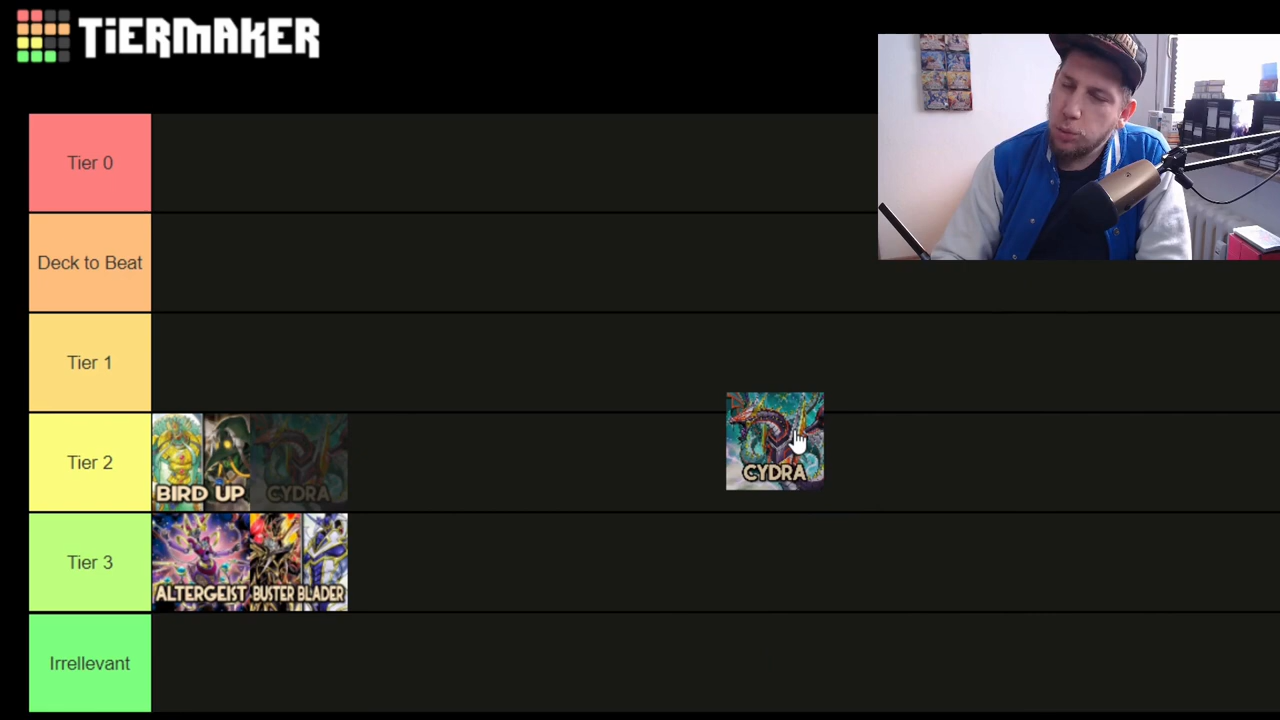 TiERMAKER
Tier 0
Deck to Beat
Tier 1
CYDRA
Tier 2
BIRD UP
CYDRA
Tier 3
ALTERGEIST
BUSTER BLADER
Irrellevant